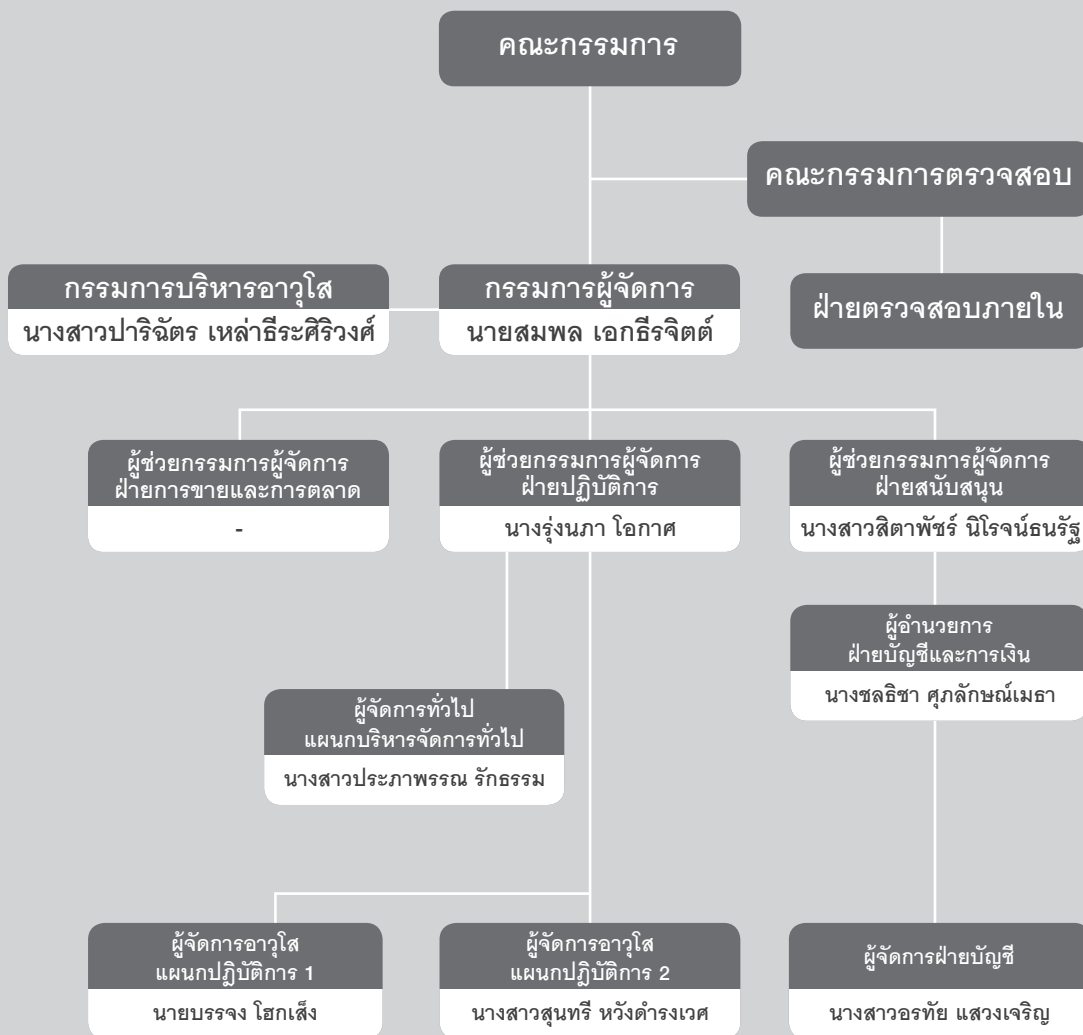 คณะกรรมการ
คณะกรรมการตรวจสอบ
กรรมการบริหารอาวุโส
นางสาวปาริฉัตร เหล่าธีระศิริวงศ์
กรรมการผู้จัดการ
นายสมพล เอกธีรจิตต์
ฝ่ายตรวจสอบภายใน
ผู้ช่วยกรรมการผู้จัดการ
ฝ่ายการขายและการตลาด
-
ผู้ช่วยกรรมการผู้จัดการ
ฝ่ายปฏิบัติการ
นางรุ่งนภา โอกาศ
ผู้ช่วยกรรมการผู้จัดการ
ฝ่ายสนับสนุน
นางสาวสิตาพัชร์ นิโรจน์ธนรัฐ
ผู้อำนวยการ
ฝ่ายบัญชีและการเงิน
นางชลธิชา ศุภลักษณ์เมธา
ผู้จัดการทั่วไป
แผนกบริหารจัดการทั่วไป
นางสาวประภาพรรณ รักธรรม
ผู้จัดการอาวุโส
แผนกปฏิบัติการ 1
นายบรรจง โฮกเส็ง
ผู้จัดการอาวุโส
แผนกปฏิบัติการ 2
นางสาวสุนทรี หวังดำรงเวศ
ผู้จัดการฝ่ายบัญชี
นางสาวอรทัย แสวงเจริญ